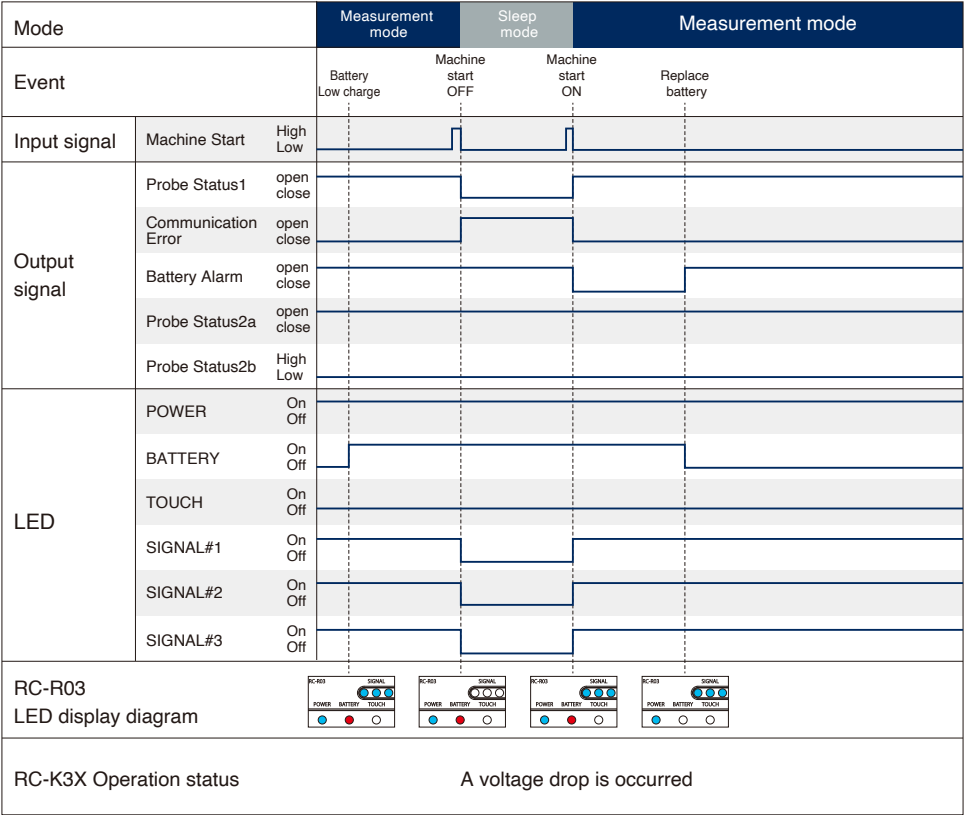 Mode
Measurement
mode
Sleep
mode
Measurement mode
Event
Battery
Low charge
Machine
start
OFF
Machine
start
ON
Replace
battery
Input signal
Machine Start
High
Low
Output
signal
Probe Status1
open
close
Communication
Error
open
close
Battery Alarm
open
close
Probe Status2a
open
close
Probe Status2b
High
Low
LED
POWER
On
Off
BATTERY
On
Off
TOUCH
On
Off
SIGNAL#1
On
Off
SIGNAL#2
On
Off
SIGNAL#3
On
Off
RC-R03
LED display diagram
RC-R03 SIGNAL
POWER BATTERY TOUCH
RC-R03 SIGNAL
POWER BATTERY TOUCH
RC-R03 SIGNAL
POWER BATTERY TOUCH
RC-R03 SIGNAL
POWER BATTERY TOUCH
RC-K3X Operation status
A voltage drop is occurred